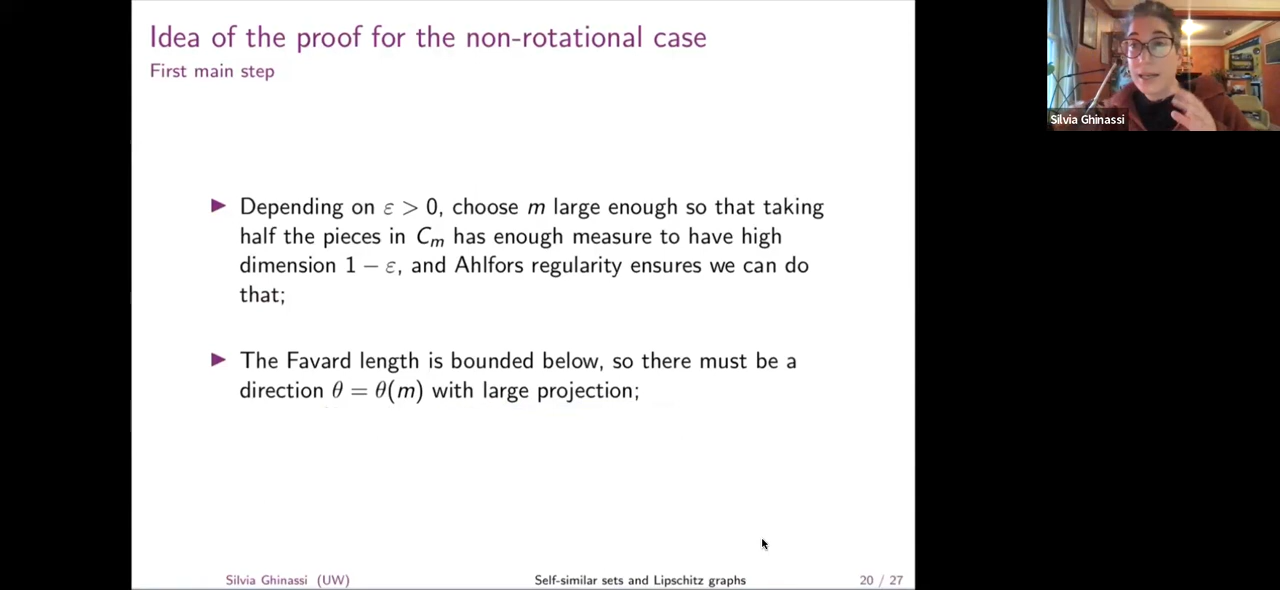 Idea of the proof for the non-rotational case
First main step
Silvia Ghinassi
▶ Depending on ε > 0, choose m large enough so that taking
half the pieces in Cₘ has enough measure to have high
dimension 1 − ε, and Ahlfors regularity ensures we can do
that;
▶ The Favard length is bounded below, so there must be a
direction θ = θ(m) with large projection;
Silvia Ghinassi (UW) Self-similar sets and Lipschitz graphs 20 / 27